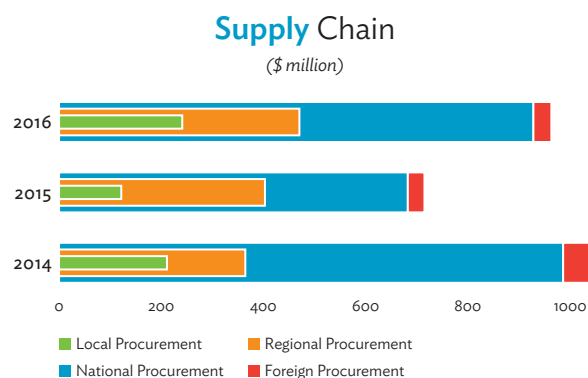 Supply Chain
($ million)
2016
2015
2014
0 200 400 600 800 1000
Local Procurement Regional Procurement
National Procurement Foreign Procurement